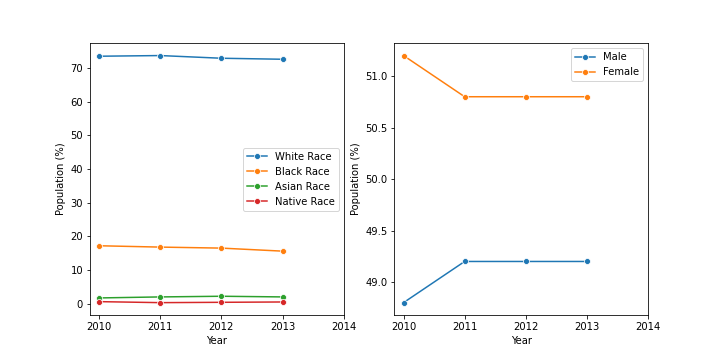 70
60
50
40
30
20
10
0
Population (%)
2010 2011 2012 2013 2014
Year
White Race
Black Race
Asian Race
Native Race
51.0
50.5
50.0
49.5
49.0
Population (%)
2010 2011 2012 2013 2014
Year
Male
Female